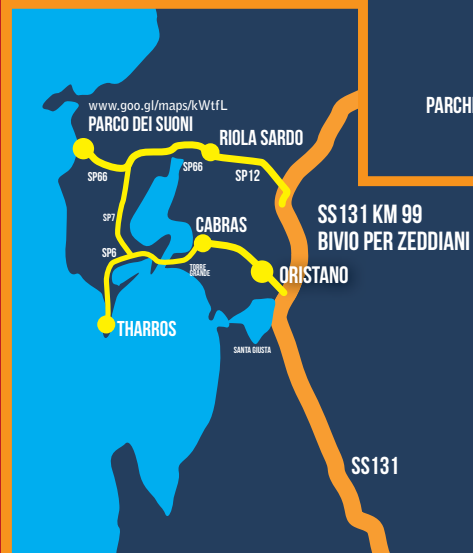 www.goo.gl/maps/kWtfL
PARCO DEI SUONI
PARCH
RIOLA SARDO
SP66
SP66
SP12
SP7
SS131 KM 99
BIVIO PER ZEDDIANI
CABRAS
SP6
TORRE
GRANDE
ORISTANO
THARROS
SANTA GIUSTA
SS131